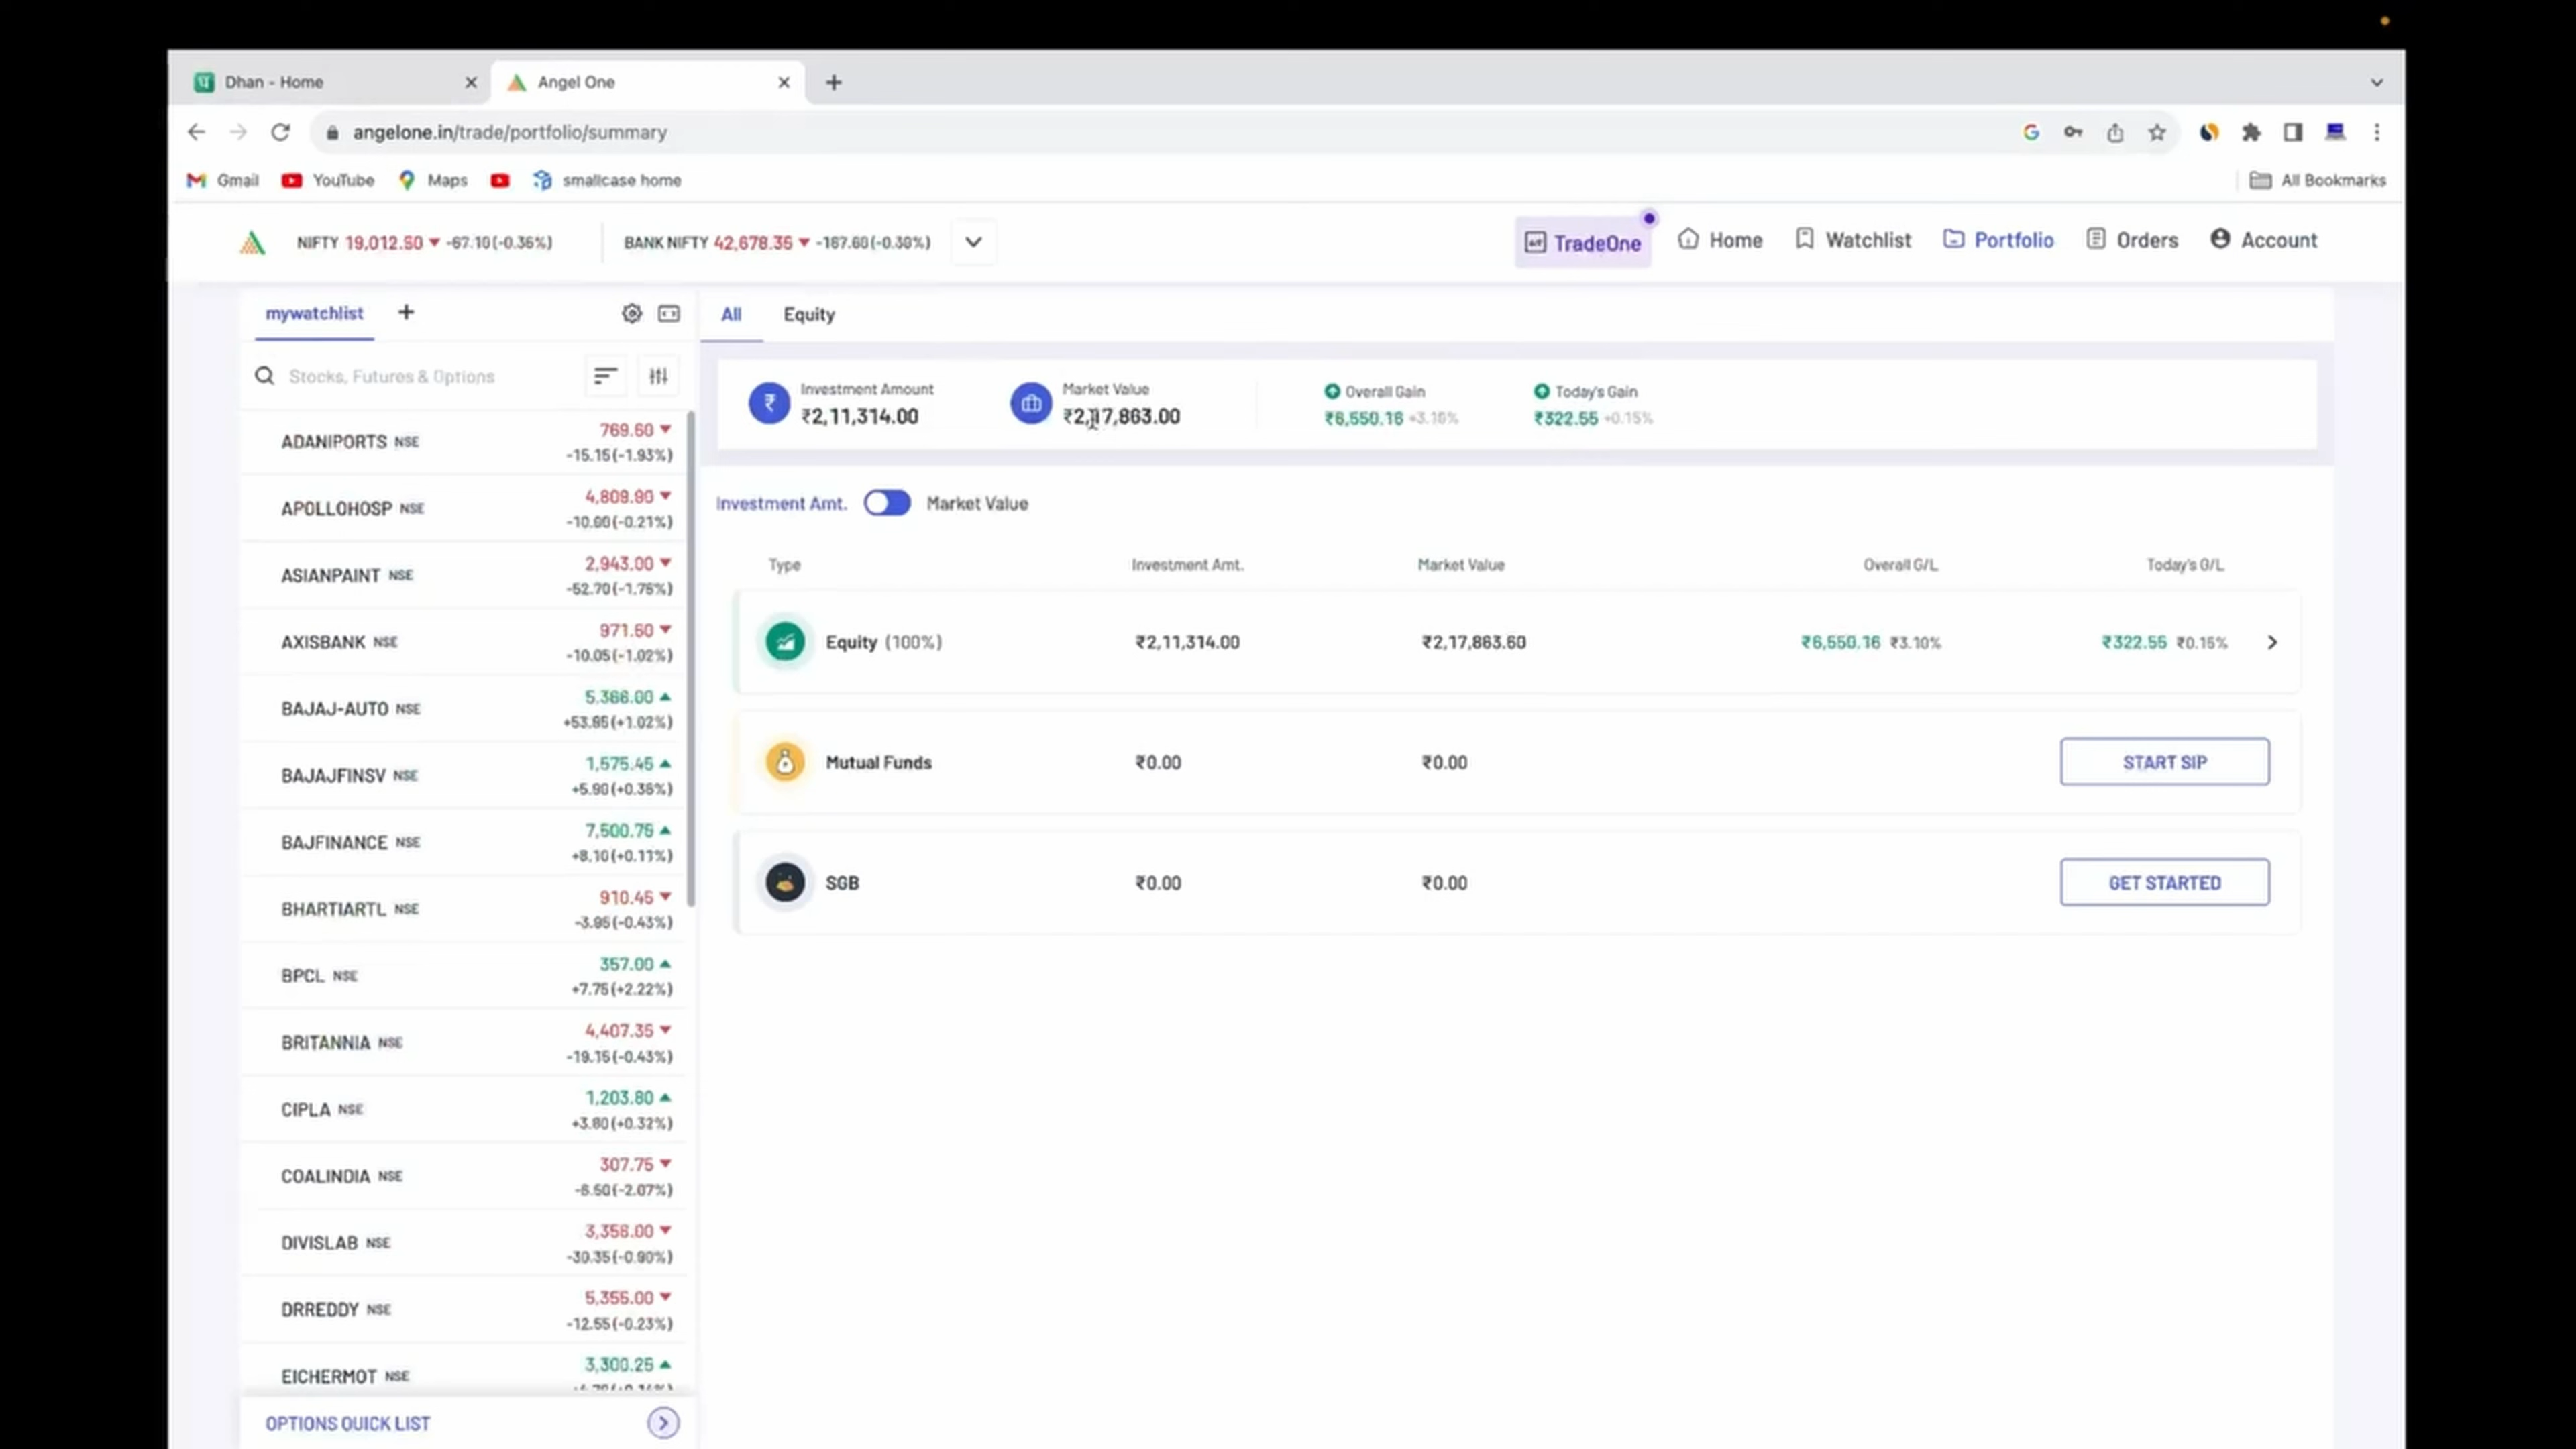 Dhan - Home
Angel One
angelone.in/trade/portfolio/summary
Gmail YouTube Maps smallcase home All Bookmarks
NIFTY 19,012.50 -67.10(-0.36%)
BANK NIFTY 42,678.35 -167.60(-0.39%)
TradeOne Home Watchlist Portfolio Orders Account
mywatchlist
All Equity
Stocks, Futures & Options
Investment Amount
₹2,11,314.00
Market Value
₹2,17,863.00
Overall Gain
₹6,550.16 +3.10%
Today's Gain
₹322.55 +0.15%
Investment Amt. Market Value
Type Investment Amt. Market Value Overall G/L Today's G/L
Equity (100%) ₹2,11,314.00 ₹2,17,863.60 ₹6,550.16 ₹3.10% ₹322.55 ₹0.15%
Mutual Funds ₹0.00 ₹0.00 START SIP
SGB ₹0.00 ₹0.00 GET STARTED
ADANIPORTS NSE 769.60
-15.15(-1.93%)
APOLLOHOSP NSE 4,809.90
-10.00(-0.21%)
ASIANPAINT NSE 2,943.00
-52.70(-1.76%)
AXISBANK NSE 971.60
-10.05(-1.02%)
BAJAJ-AUTO NSE 5,366.00
+53.85(+1.02%)
BAJAJFINSV NSE 1,575.45
+5.90(+0.38%)
BAJFINANCE NSE 7,500.75
+8.10(+0.11%)
BHARTIARTL NSE 910.45
-3.95(-0.43%)
BPCL NSE 357.00
+7.75(+2.22%)
BRITANNIA NSE 4,407.35
-19.15(-0.43%)
CIPLA NSE 1,203.80
+3.80(+0.32%)
COALINDIA NSE 307.75
-6.50(-2.07%)
DIVISLAB NSE 3,358.00
-30.35(-0.90%)
DRREDDY NSE 5,355.00
-12.55(-0.23%)
EICHERMOT NSE 3,300.25
OPTIONS QUICK LIST